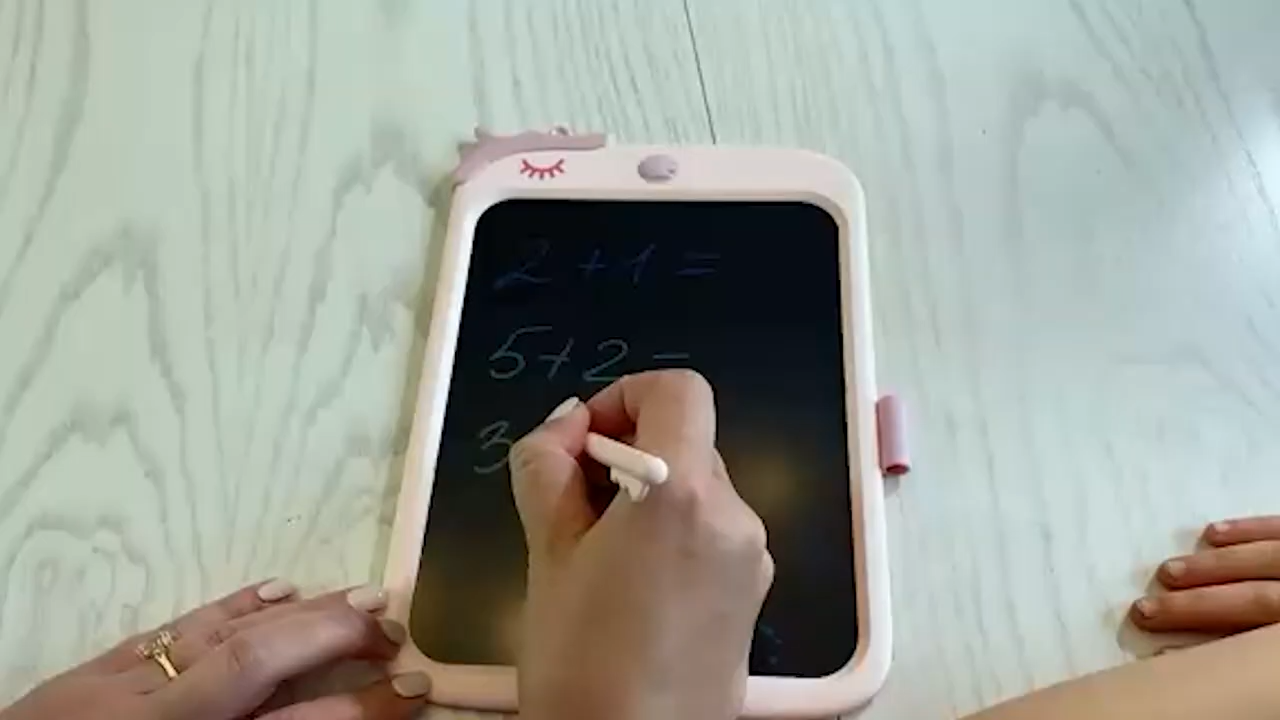 2 + 1 =
5 + 2 =
3